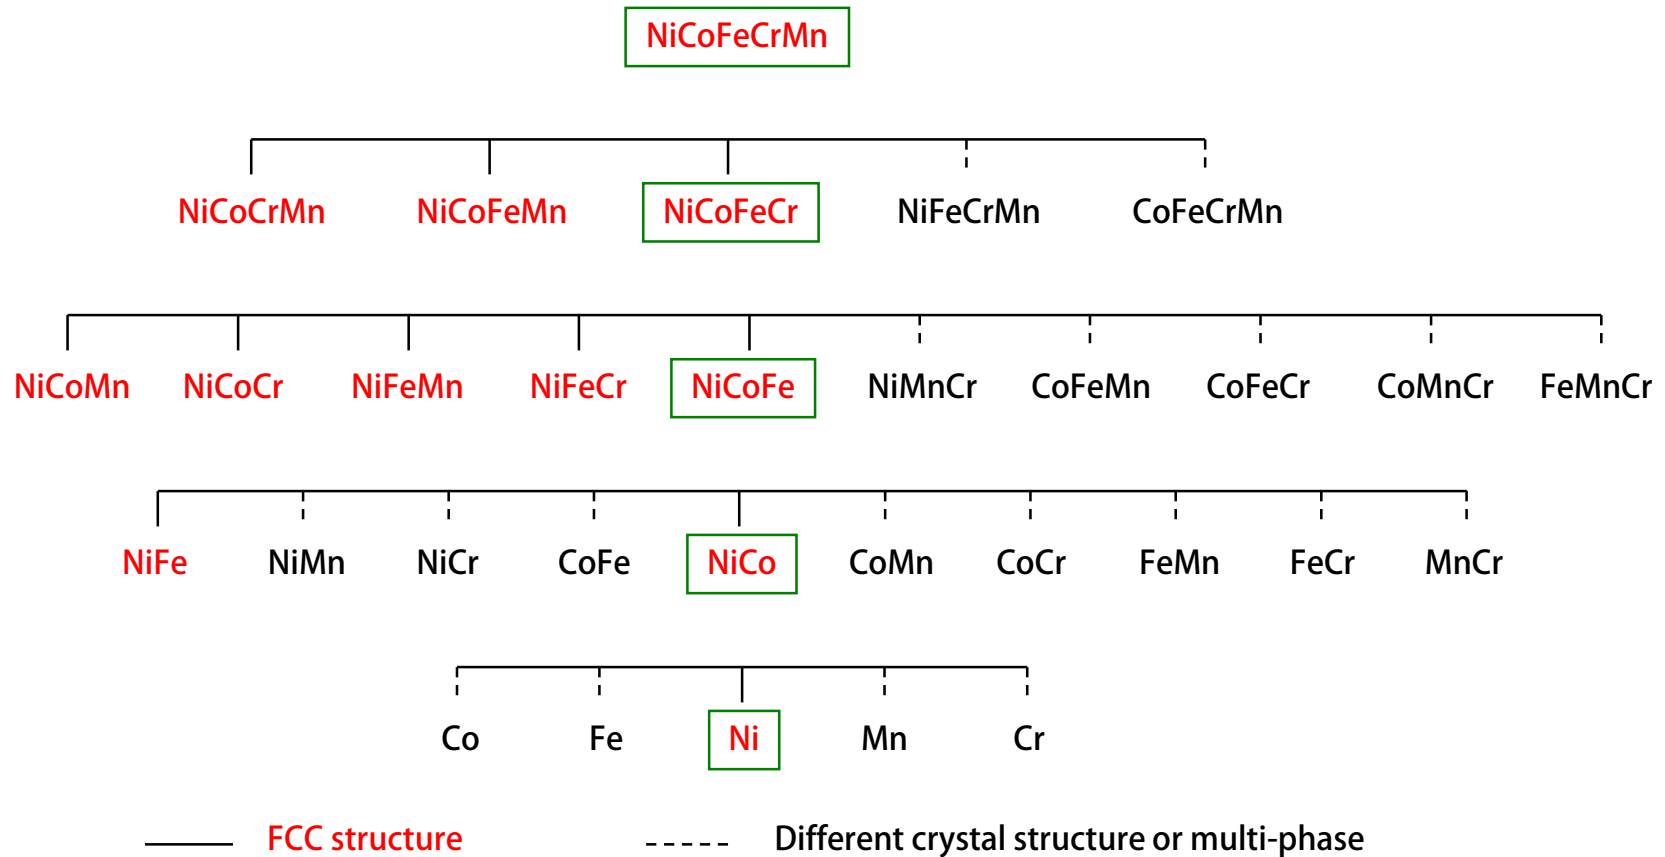 NiCoFeCrMn
NiCoCrMn NiCoFeMn NiCoFeCr NiFeCrMn CoFeCrMn
NiCoMn NiCoCr NiFeMn NiFeCr NiCoFe NiMnCr CoFeMn CoFeCr CoMnCr FeMnCr
NiFe NiMn NiCr CoFe NiCo CoMn CoCr FeMn FeCr MnCr
Co Fe Ni Mn Cr
FCC structure Different crystal structure or multi-phase